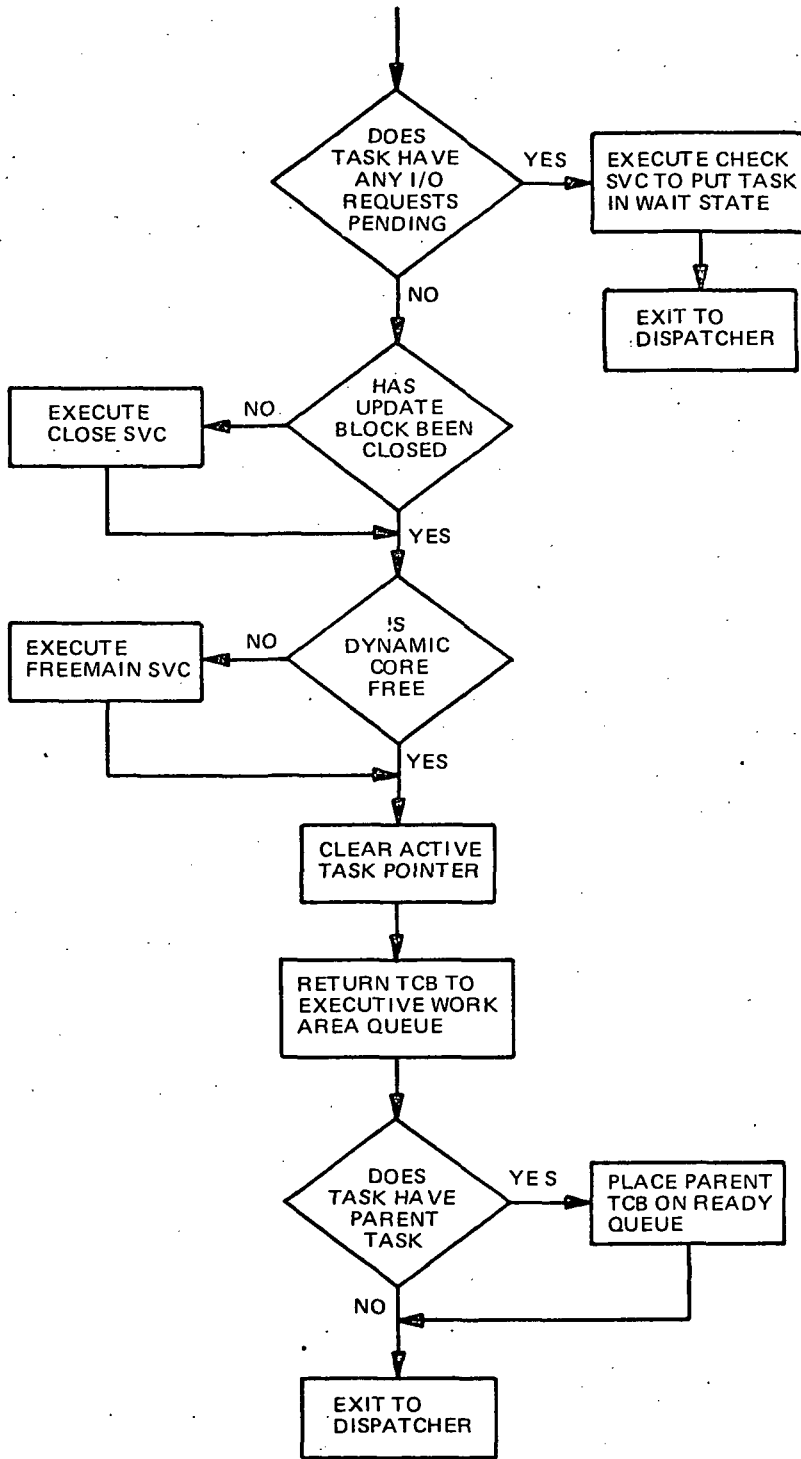 DOES
TASK HAVE
ANY I/O
REQUESTS
PENDING
YES
EXECUTE CHECK
SVC TO PUT TASK
IN WAIT STATE
NO
EXIT TO
DISPATCHER
HAS
UPDATE
BLOCK BEEN
CLOSED
NO
EXECUTE
CLOSE SVC
YES
IS
DYNAMIC
CORE
FREE
NO
EXECUTE
FREEMAIN SVC
YES
CLEAR ACTIVE
TASK POINTER
RETURN TCB TO
EXECUTIVE WORK
AREA QUEUE
DOES
TASK HAVE
PARENT
TASK
YES
PLACE PARENT
TCB ON READY
QUEUE
NO
EXIT TO
DISPATCHER